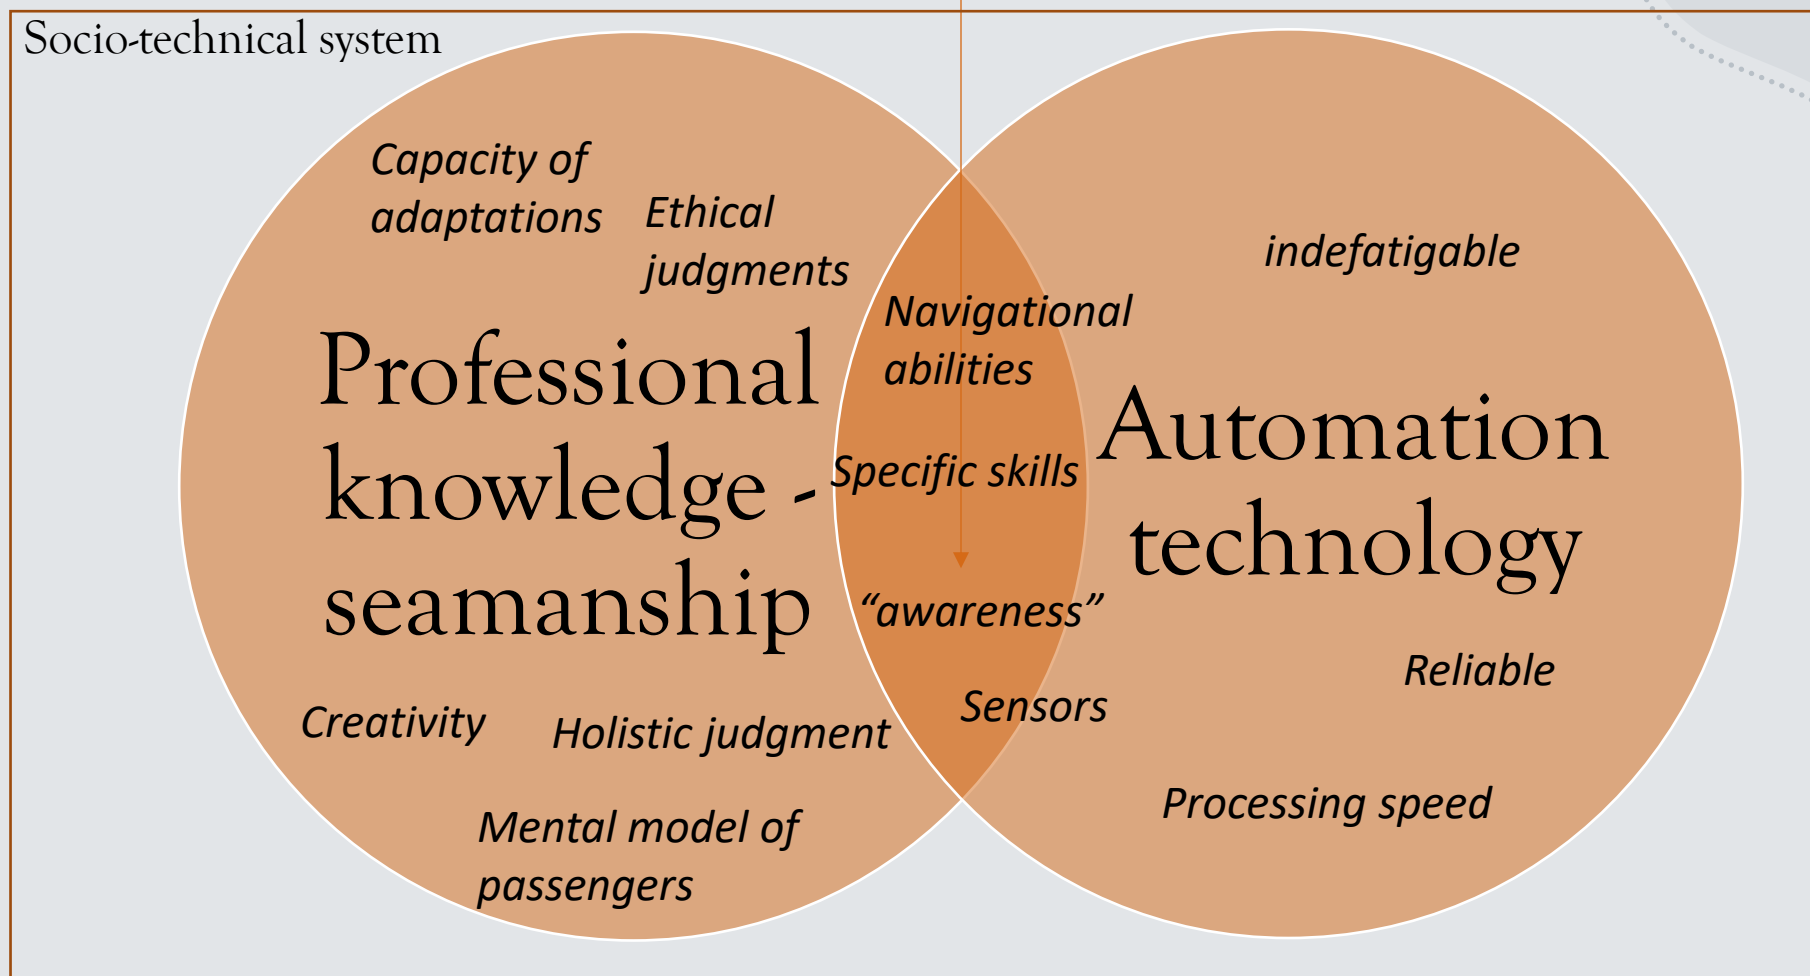 Socio-technical system
Capacity of
adaptations
Ethical
judgments
Professional
knowledge -
seamanship
Creativity
Holistic judgment
Mental model of
passengers
Navigational
abilities
Specific skills
“awareness”
Sensors
indefatigable
Automation
technology
Reliable
Processing speed